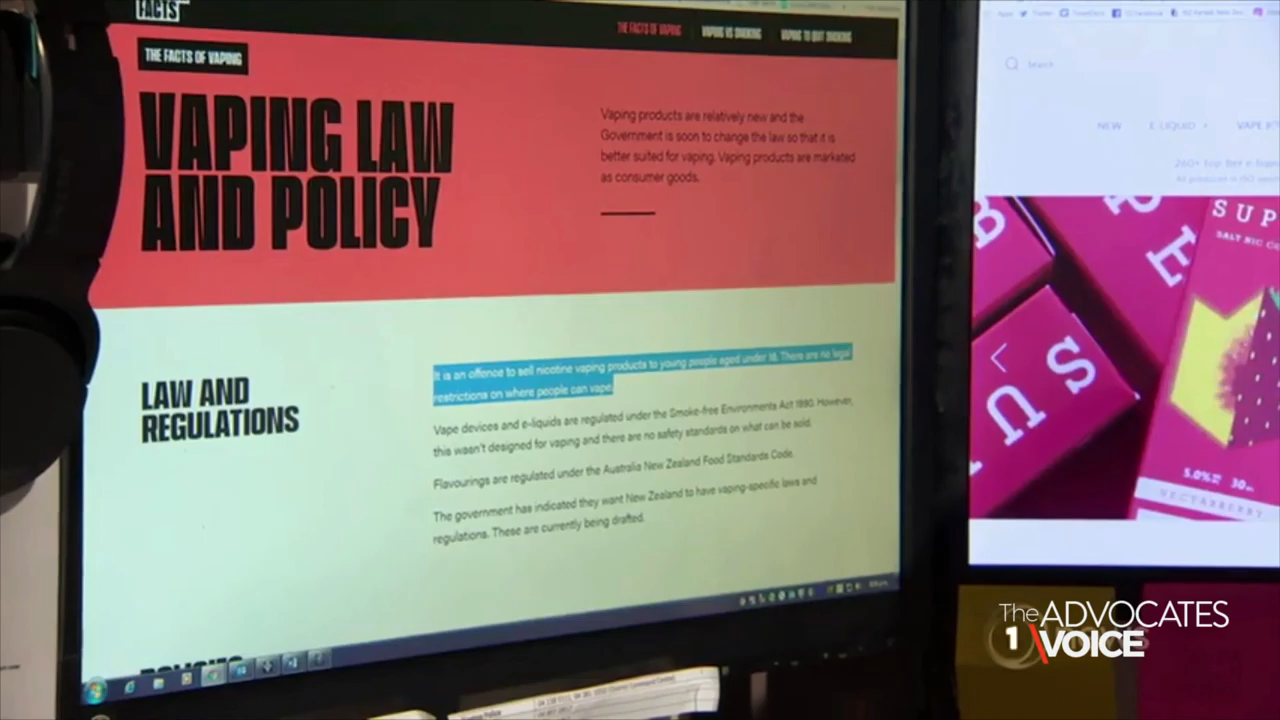 FACTS
THE FACTS OF VAPING
VAPING VS SMOKING
VAPING TO QUIT SMOKING
THE FACTS OF VAPING
VAPING LAW
AND POLICY
Vaping products are relatively new and the
Government is soon to change the law so that it is
better suited for vaping. Vaping products are marketed
as consumer goods.
LAW AND
REGULATIONS
It is an offence to sell nicotine vaping products to young people aged under 18. There are no legal
restrictions on where people can vape.
Vape devices and e-liquids are regulated under the Smoke-free Environments Act 1990. However,
this wasn't designed for vaping and there are no safety standards on what can be sold.
Flavourings are regulated under the Australia New Zealand Food Standards Code.
The government has indicated they want New Zealand to have vaping-specific laws and
regulations. These are currently being drafted.
Search
NEW
E LIQUID
VAPE
SUP
SALT NIC
5.0% 30
The ADVOCATES
1 VOICE